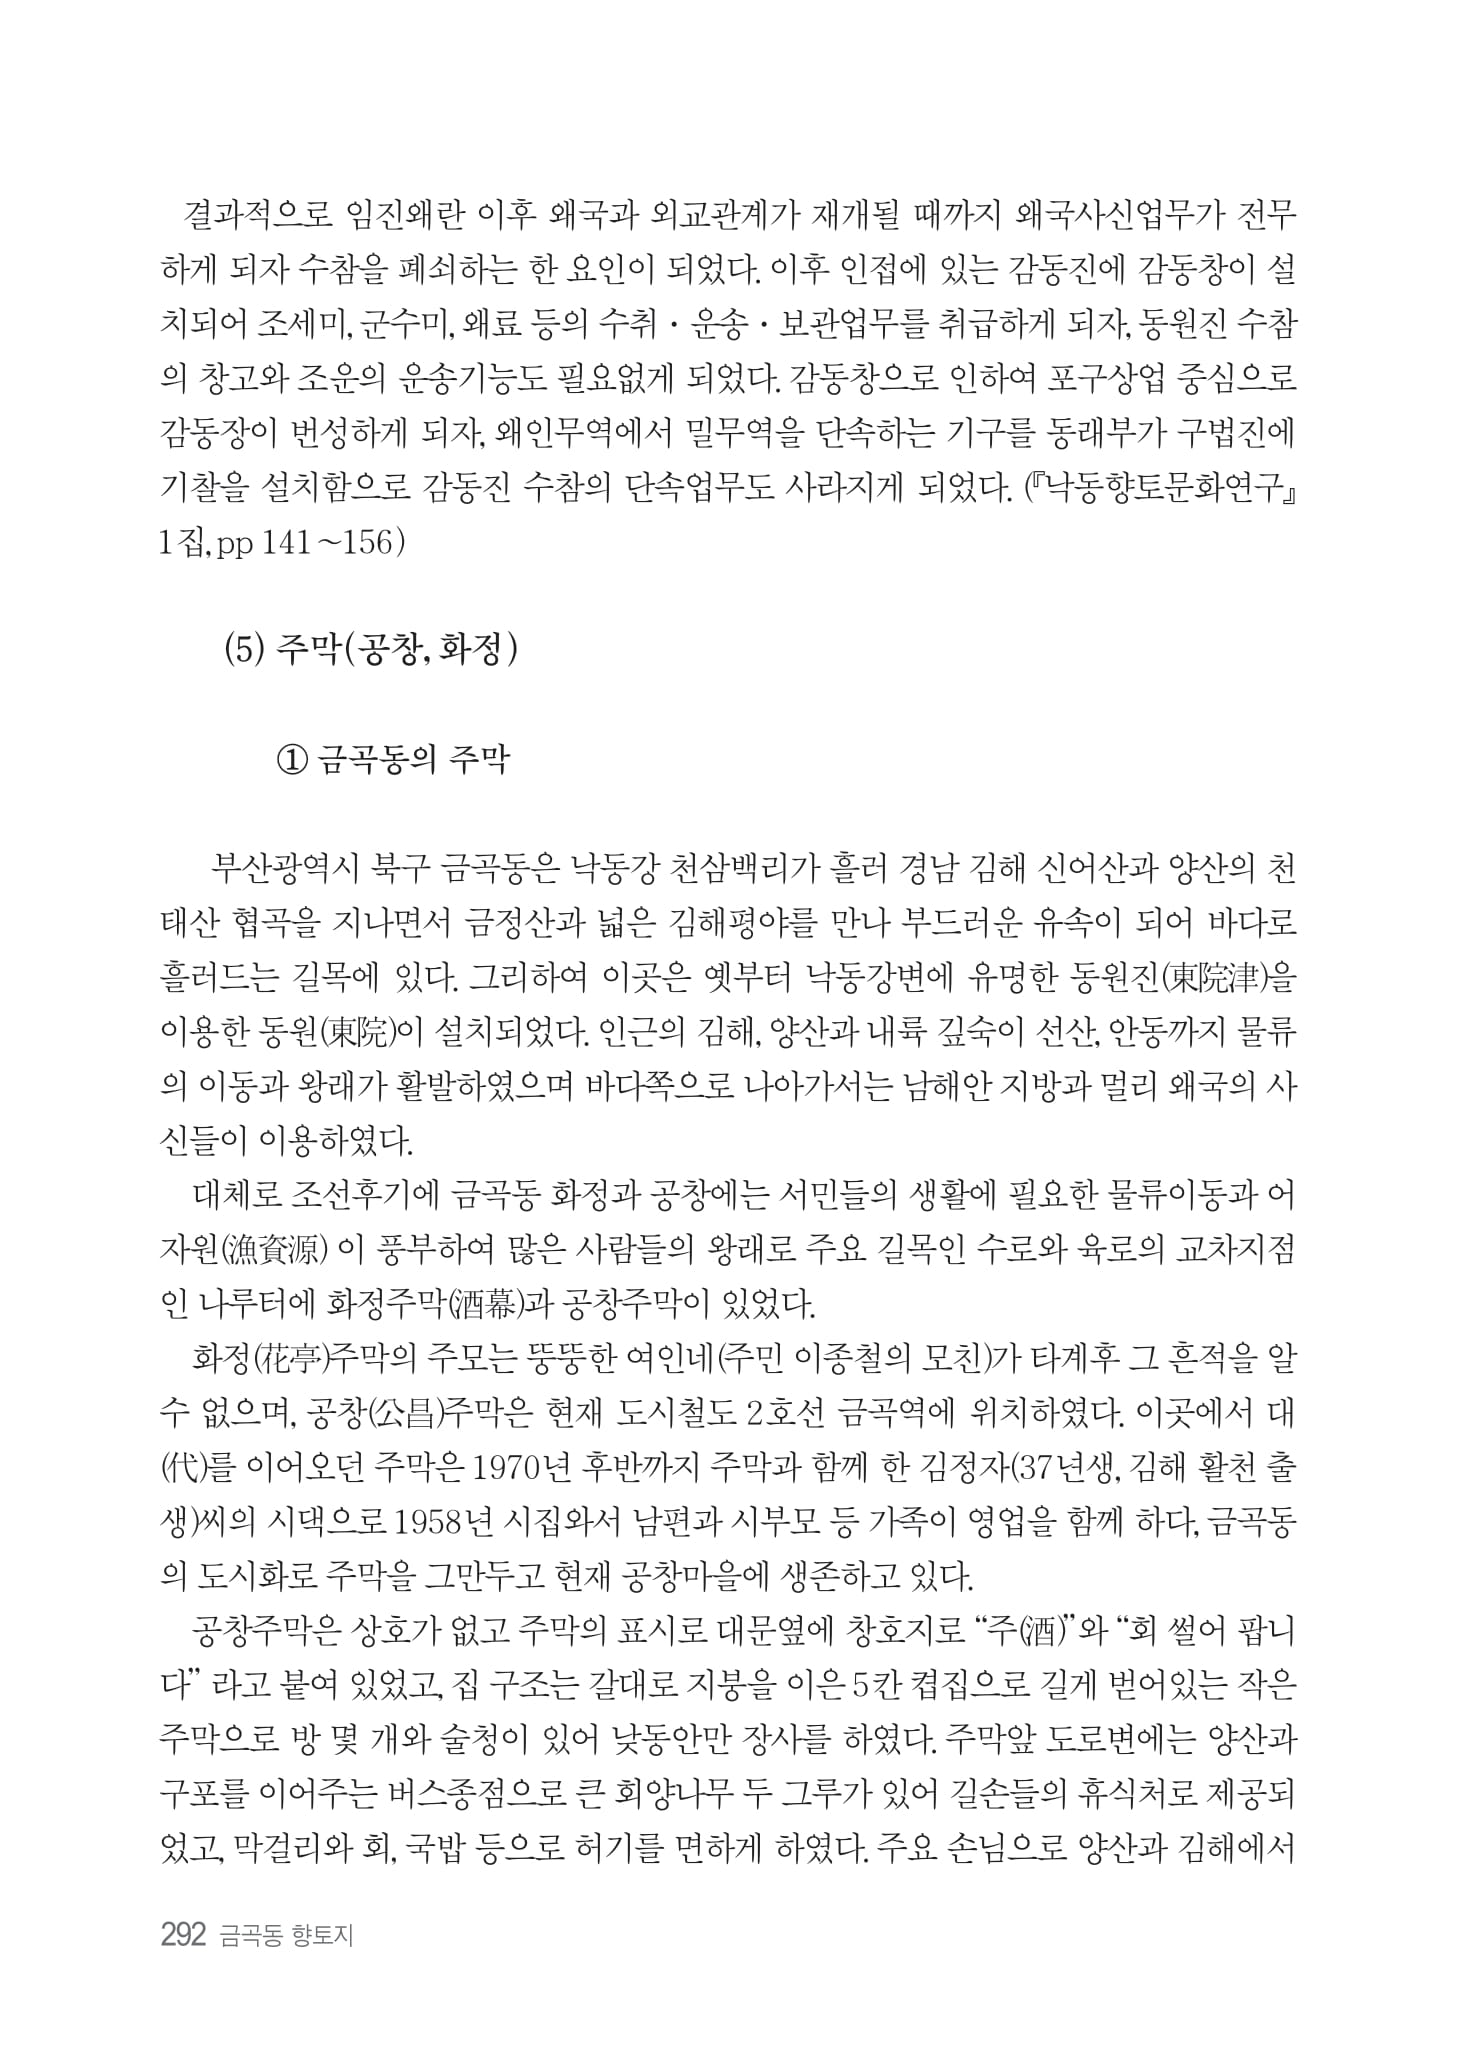 결과적으로 임진왜란 이후 왜국과 외교관계가 재개될 때까지 왜국사신업무가 전무
하게 되자 수참을 폐쇠하는 한 요인이 되었다. 이후 인접에 있는 감동진에 감동창이 설
치되어 조세미, 군수미, 왜료 등의 수취·운송·보관업무를 취급하게 되자, 동원진 수참
의 창고와 조운의 운송기능도 필요없게 되었다. 감동창으로 인하여 포구상업 중심으로
감동장이 번성하게 되자, 왜인무역에서 밀무역을 단속하는 기구를 동래부가 구법진에
기찰을 설치함으로 감동진 수참의 단속업무도 사라지게 되었다. (『낙동향토문화연구』
1집, pp 141~156)
(5) 주막(공창, 화정)
① 금곡동의 주막
부산광역시 북구 금곡동은 낙동강 천삼백리가 흘러 경남 김해 신어산과 양산의 천
태산 협곡을 지나면서 금정산과 넓은 김해평야를 만나 부드러운 유속이 되어 바다로
흘러드는 길목에 있다. 그리하여 이곳은 옛부터 낙동강변에 유명한 동원진(東院津)을
이용한 동원(東院)이 설치되었다. 인근의 김해, 양산과 내륙 깊숙이 선산, 안동까지 물류
의 이동과 왕래가 활발하였으며 바다쪽으로 나아가서는 남해안 지방과 멀리 왜국의 사
신들이 이용하였다.
대체로 조선후기에 금곡동 화정과 공창에는 서민들의 생활에 필요한 물류이동과 어
자원(漁資源) 이 풍부하여 많은 사람들의 왕래로 주요 길목인 수로와 육로의 교차지점
인 나루터에 화정주막(酒幕)과 공창주막이 있었다.
화정(花亭)주막의 주모는 뚱뚱한 여인네(주민 이종철의 모친)가 타계후 그 흔적을 알
수 없으며, 공창(公昌)주막은 현재 도시철도 2호선 금곡역에 위치하였다. 이곳에서 대
(代)를 이어오던 주막은 1970년 후반까지 주막과 함께 한 김정자(37년생, 김해 활천 출
생)씨의 시댁으로 1958년 시집와서 남편과 시부모 등 가족이 영업을 함께 하다, 금곡동
의 도시화로 주막을 그만두고 현재 공창마을에 생존하고 있다.
공창주막은 상호가 없고 주막의 표시로 대문옆에 창호지로 “주(酒)”와 “회 썰어 팝니
다” 라고 붙여 있었고, 집 구조는 갈대로 지붕을 이은 5칸 겹집으로 길게 벋어있는 작은
주막으로 방 몇 개와 술청이 있어 낮동안만 장사를 하였다. 주막앞 도로변에는 양산과
구포를 이어주는 버스종점으로 큰 회양나무 두 그루가 있어 길손들의 휴식처로 제공되
었고, 막걸리와 회, 국밥 등으로 허기를 면하게 하였다. 주요 손님으로 양산과 김해에서
292 금곡동 향토지